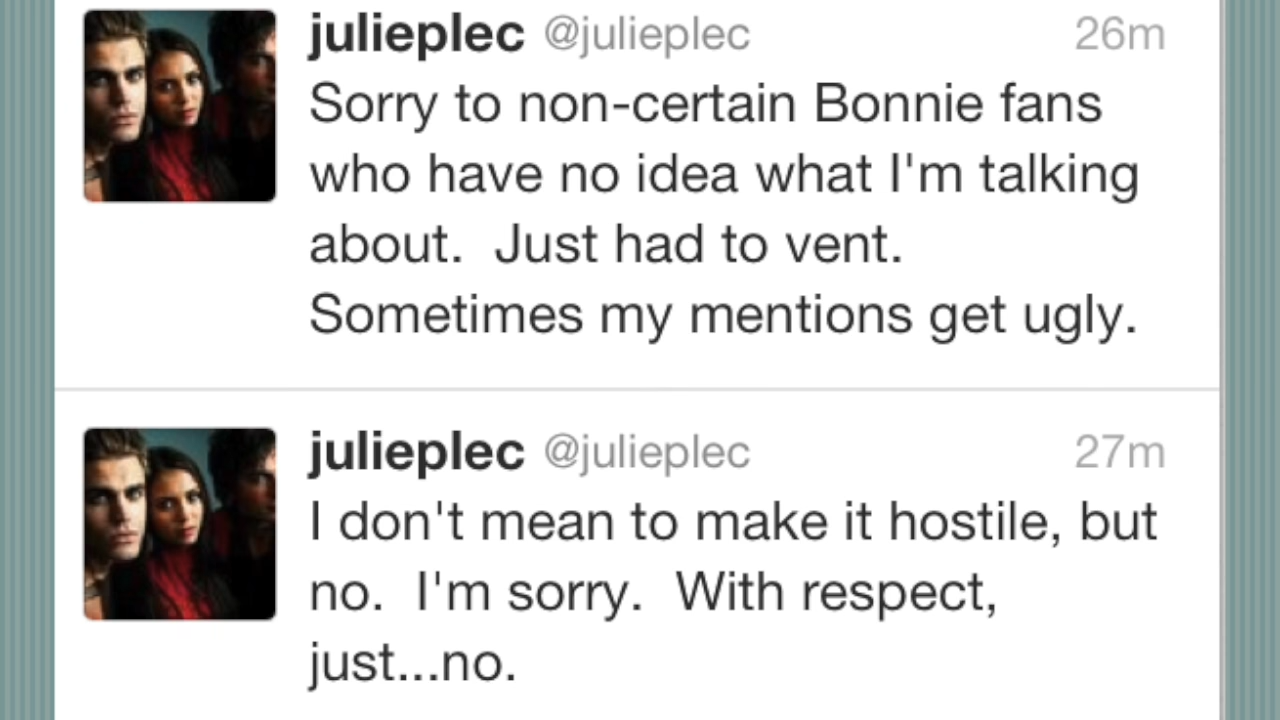 julieplec @julieplec 26m
Sorry to non-certain Bonnie fans
who have no idea what I'm talking
about.  Just had to vent.
Sometimes my mentions get ugly.
julieplec @julieplec 27m
I don't mean to make it hostile, but
no.  I'm sorry.  With respect,
just...no.